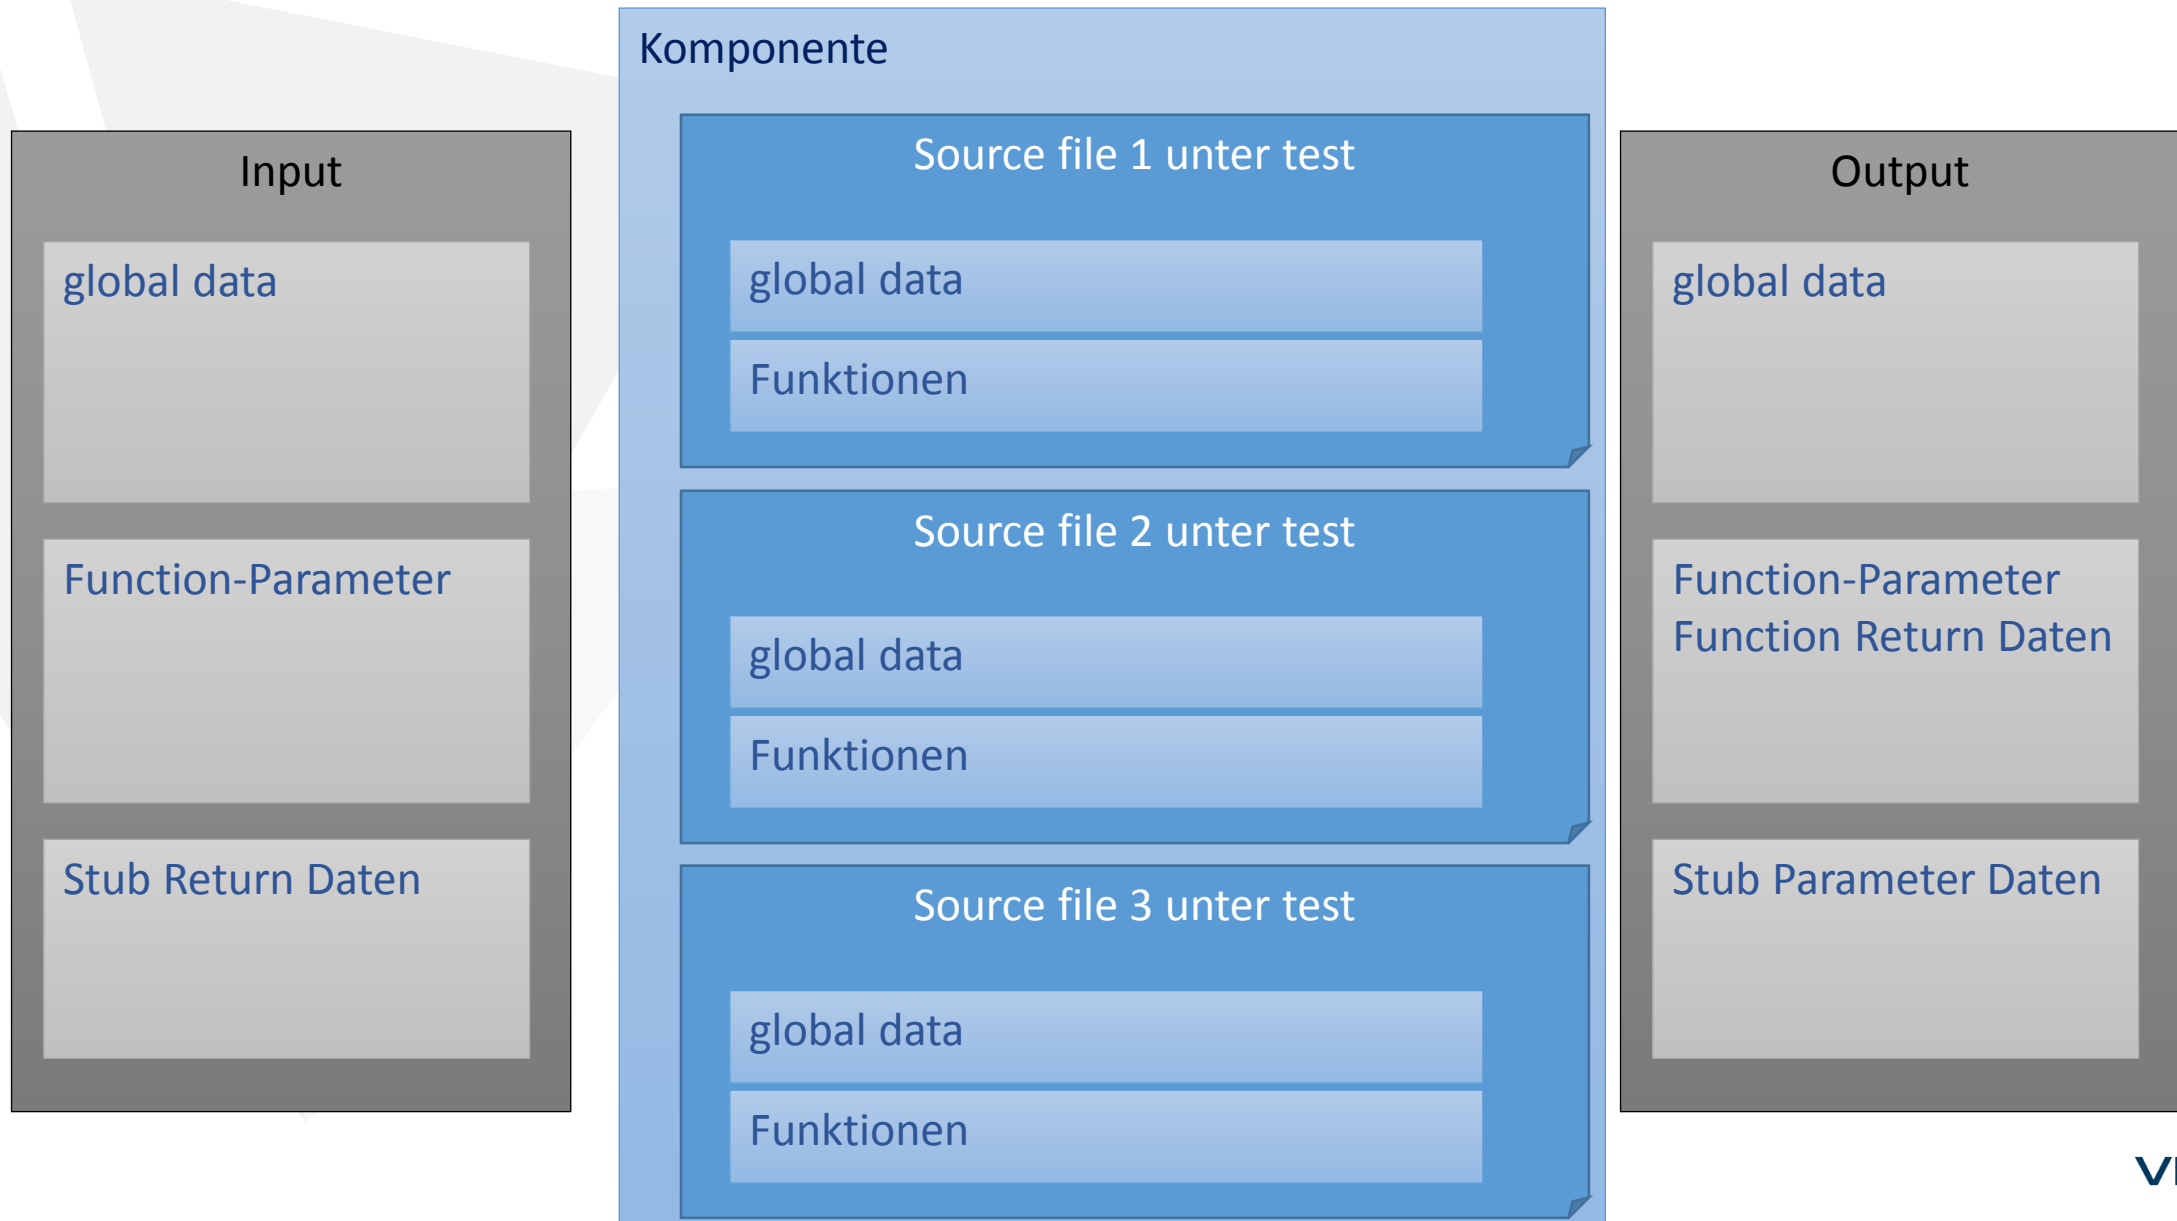 Input
global data
Function-Parameter
Stub Return Daten
Komponente
Source file 1 unter test
global data
Funktionen
Source file 2 unter test
global data
Funktionen
Source file 3 unter test
global data
Funktionen
Output
global data
Function-Parameter
Function Return Daten
Stub Parameter Daten